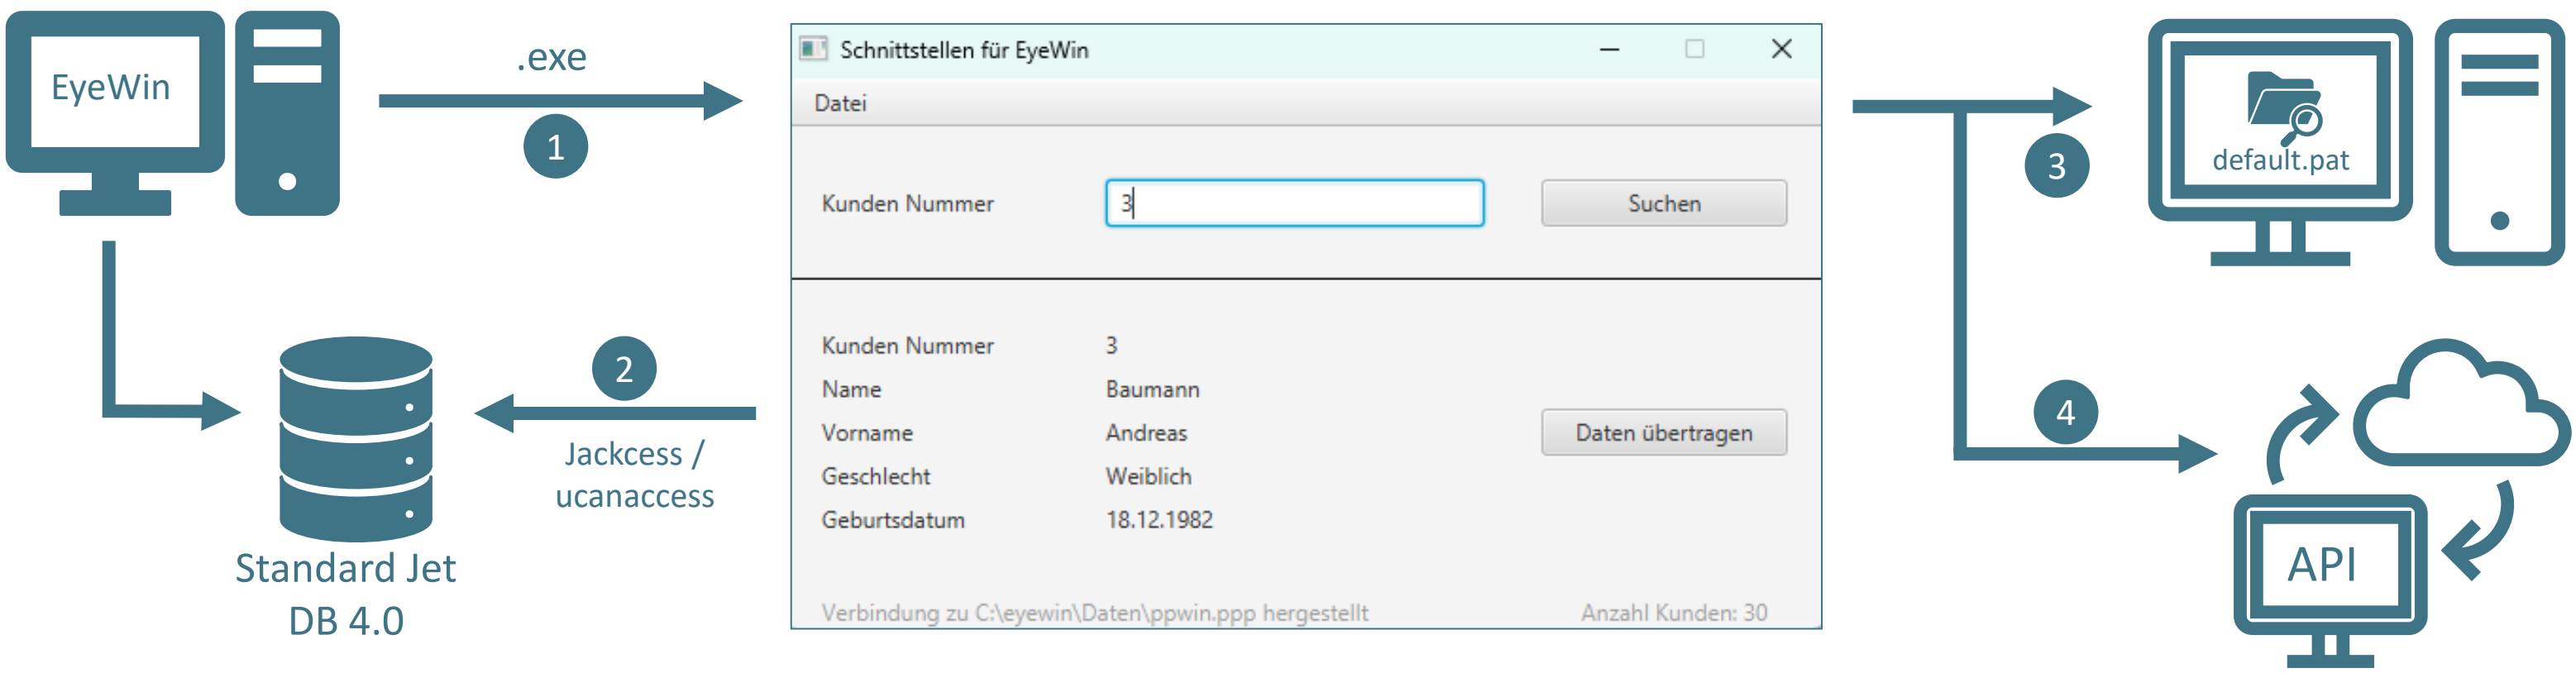 EyeWin
.exe
1
Standard Jet
DB 4.0
2
Jackcess /
ucanaccess
Schnittstellen für EyeWin
Datei
Kunden Nummer 3 Suchen
Kunden Nummer 3
Name Baumann
Vorname Andreas
Daten übertragen
Geschlecht Weiblich
Geburtsdatum 18.12.1982
Verbindung zu C:\eyewin\Daten\ppwin.ppp hergestellt Anzahl Kunden: 30
3
default.pat
4
API